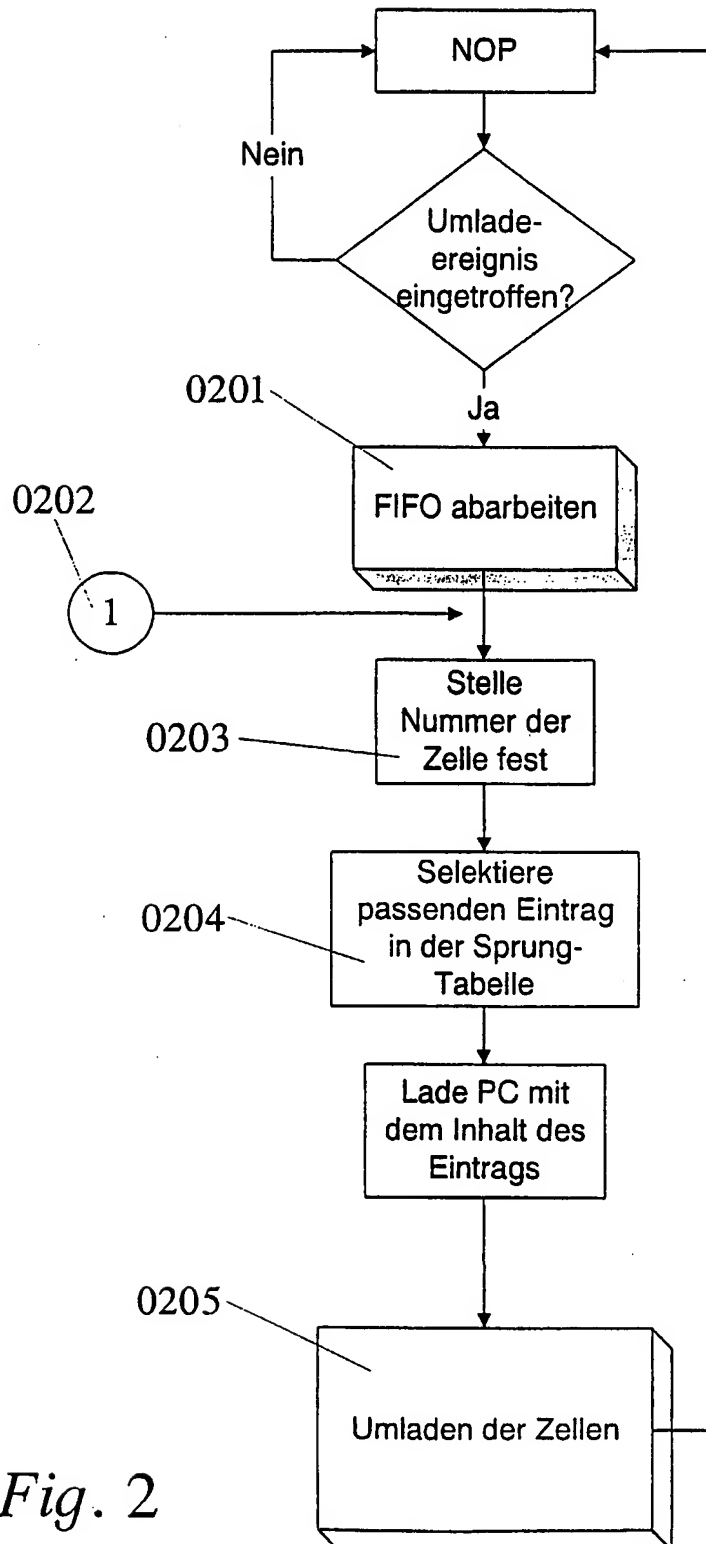 NOP
Nein
Umlade-
ereignis
eingetroffen?
Ja
0201
FIFO abarbeiten
0202
1
Stelle
Nummer der
Zelle fest
0203
Selektiere
passenden Eintrag
in der Sprung-
Tabelle
0204
Lade PC mit
dem Inhalt des
Eintrags
0205
Umladen der Zellen
Fig. 2